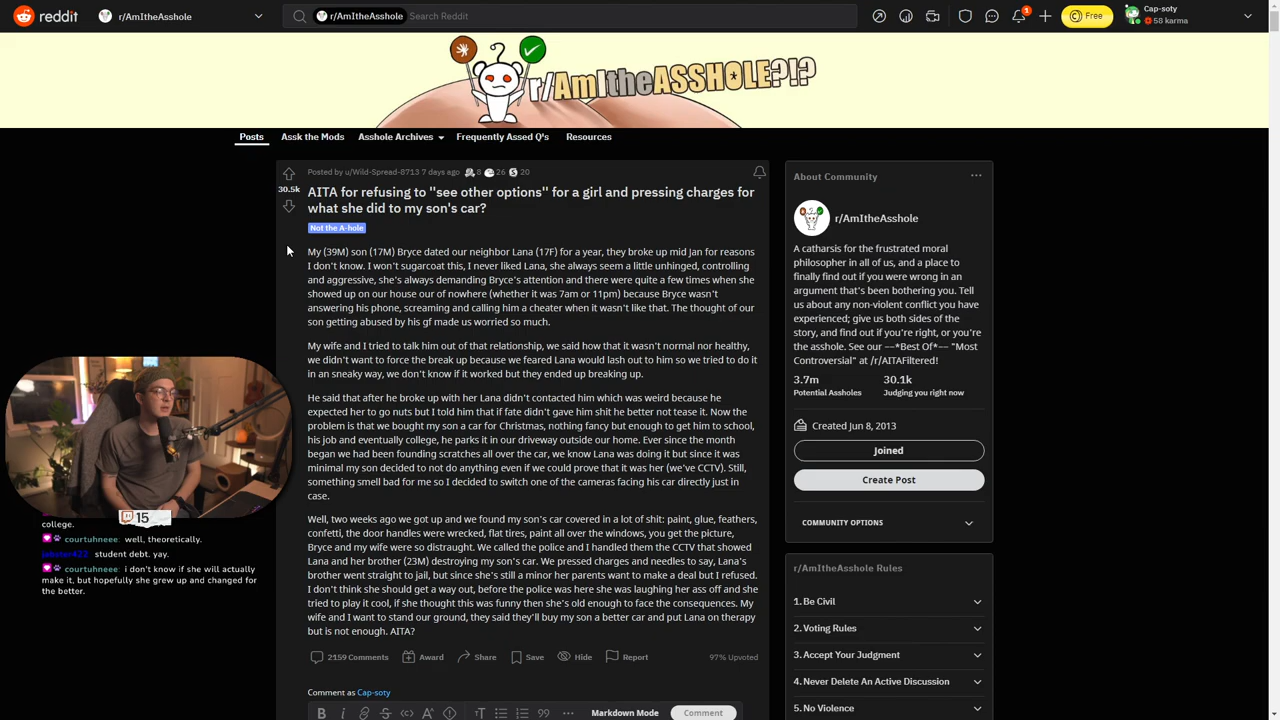 reddit
r/AmItheAsshole
r/AmItheAsshole
Search Reddit
1
Free
Cap-soty
58 karma
r/AmItheASSHOLE?!?
Posts
Assk the Mods
Asshole Archives
Frequently Assed Q's
Resources
30.5k
Posted by u/Wild-Spread-8713 7 days ago 8 26 20
AITA for refusing to "see other options" for a girl and pressing charges for
what she did to my son's car?
Not the A-hole
My (39M) son (17M) Bryce dated our neighbor Lana (17F) for a year, they broke up mid Jan for reasons
I don't know. I won't sugarcoat this, I never liked Lana, she always seem a little unhinged, controlling
and aggressive, she's always demanding Bryce's attention and there were quite a few times when she
showed up on our house our of nowhere (whether it was 7am or 11pm) because Bryce wasn't
answering his phone, screaming and calling him a cheater when it wasn't like that. The thought of our
son getting abused by his gf made us worried so much.
My wife and I tried to talk him out of that relationship, we said how that it wasn't normal nor healthy,
we didn't want to force the break up because we feared Lana would lash out to him so we tried to do it
in an sneaky way, we don't know if it worked but they ended up breaking up.
He said that after he broke up with her Lana didn't contacted him which was weird because he
expected her to go nuts but I told him that if fate didn't gave him shit he better not tease it. Now the
problem is that we bought my son a car for Christmas, nothing fancy but enough to get him to school,
his job and eventually college, he parks it in our driveway outside our home. Ever since the month
began we had been founding scratches all over the car, we know Lana was doing it but since it was
minimal my son decided to not do anything even if we could prove that it was her (we've CCTV). Still,
something smell bad for me so I decided to switch one of the cameras facing his car directly just in
case.
Well, two weeks ago we got up and we found my son's car covered in a lot of shit: paint, glue, feathers,
confetti, the door handles were wrecked, flat tires, paint all over the windows, you get the picture,
Bryce and my wife were so distraught. We called the police and I handled them the CCTV that showed
Lana and her brother (23M) destroying my son's car. We pressed charges and needles to say, Lana's
brother went straight to jail, but since she's still a minor her parents want to make a deal but I refused.
I don't think she should get a way out, before the police was here she was laughing her ass off and she
tried to play it cool, if she thought this was funny then she's old enough to face the consequences. My
wife and I want to stand our ground, they said they'll buy my son a better car and put Lana on therapy
but is not enough. AITA?
2159 Comments
Award
Share
Save
Hide
Report
97% Upvoted
Comment as Cap-soty
Markdown Mode
Comment
About Community
r/AmItheAsshole
A catharsis for the frustrated moral
philosopher in all of us, and a place to
finally find out if you were wrong in an
argument that's been bothering you. Tell
us about any non-violent conflict you have
experienced; give us both sides of the
story, and find out if you're right, or you're
the asshole. See our ~~*Best Of*~~ "Most
Controversial" at /r/AITAFiltered!
3.7m
Potential Assholes
30.1k
Judging you right now
Created Jun 8, 2013
Joined
Create Post
COMMUNITY OPTIONS
r/AmItheAsshole Rules
1. Be Civil
2. Voting Rules
3. Accept Your Judgment
4. Never Delete An Active Discussion
5. No Violence
15
college.
courtuhneee: well, theoretically.
student debt. yay.
courtuhneee: i don't know if she will actually
make it, but hopefully she grew up and changed for
the better.